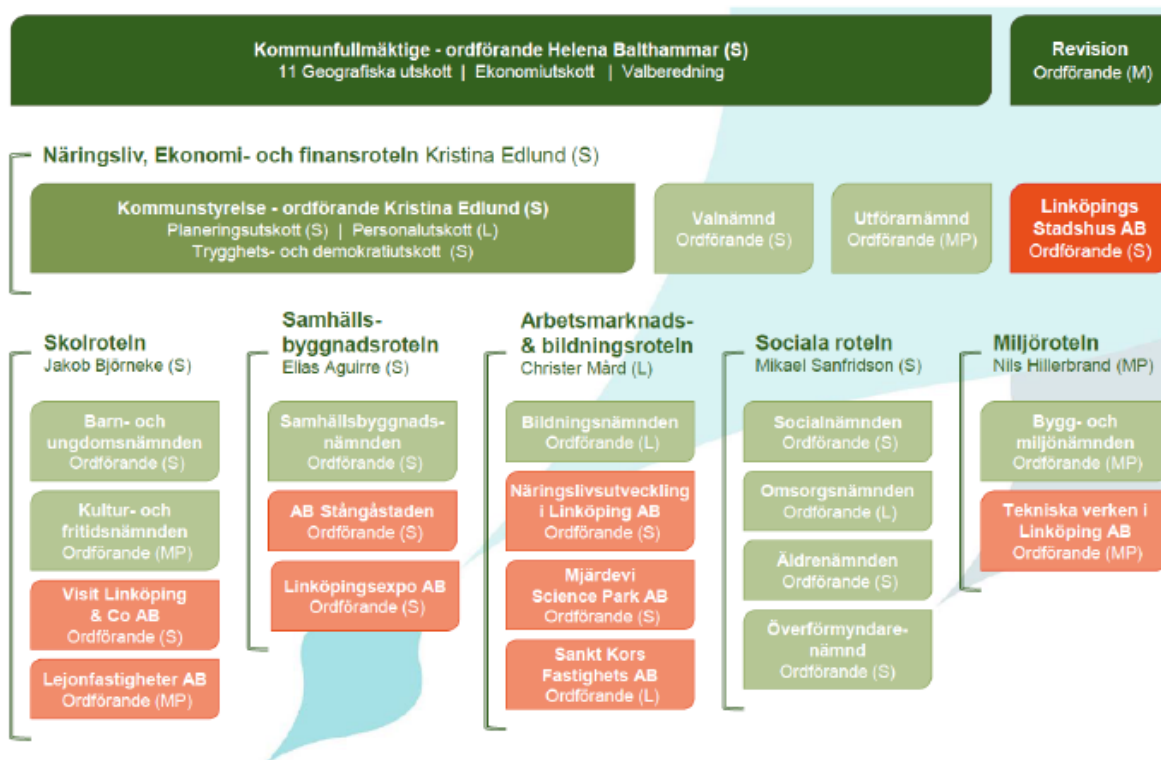 Kommunfullmäktige - ordförande Helena Balthammar (S)
11 Geografiska utskott | Ekonomiutskott | Valberedning
Revision
Ordförande (M)
Näringsliv, Ekonomi- och finansroteln Kristina Edlund (S)
Kommunstyrelse - ordförande Kristina Edlund (S)
Planeringsutskott (S) | Personalutskott (L)
Trygghets- och demokratiutskott (S)
Valnämnd
Ordförande (S)
Utförarnämnd
Ordförande (MP)
Linköpings
Stadshus AB
Ordförande (S)
Skolroteln
Jakob Björneke (S)
Barn- och
ungdomsnämnden
Ordförande (S)
Kultur- och
fritidsnämnden
Ordförande (MP)
Visit Linköping
& Co AB
Ordförande (S)
Lejonfastigheter AB
Ordförande (MP)
Samhälls-
byggnadsroteln
Elias Aguirre (S)
Samhällsbyggnads-
nämnden
Ordförande (S)
AB Stångåstaden
Ordförande (S)
Linköpingsexpo AB
Ordförande (S)
Arbetsmarknads-
& bildningsroteln
Christer Mård (L)
Bildningsnämnden
Ordförande (L)
Näringslivsutveckling
i Linköping AB
Ordförande (S)
Mjärdevi
Science Park AB
Ordförande (S)
Sankt Kors
Fastighets AB
Ordförande (L)
Sociala roteln
Mikael Sanfridson (S)
Socialnämnden
Ordförande (S)
Omsorgsnämnden
Ordförande (L)
Äldrenämnden
Ordförande (S)
Överförmyndare-
nämnd
Ordförande (S)
Miljöroteln
Nils Hillerbrand (MP)
Bygg- och
miljönämnden
Ordförande (MP)
Tekniska verken i
Linköping AB
Ordförande (MP)